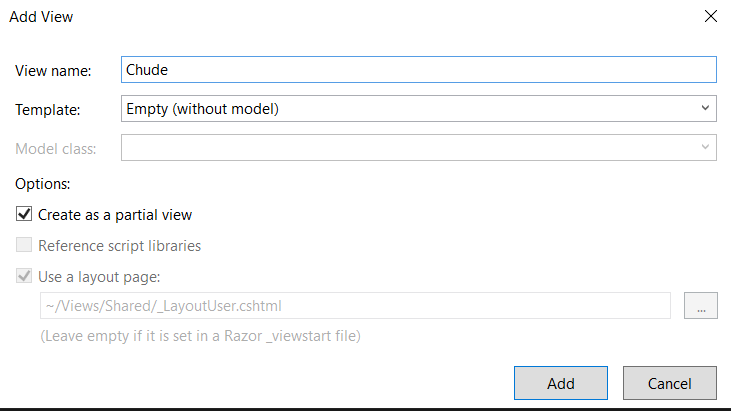 Add View
View name: Chude
Template: Empty (without model)
Model class:
Options:
Create as a partial view
Reference script libraries
Use a layout page:
~/Views/Shared/_LayoutUser.cshtml ...
(Leave empty if it is set in a Razor _viewstart file)
Add Cancel